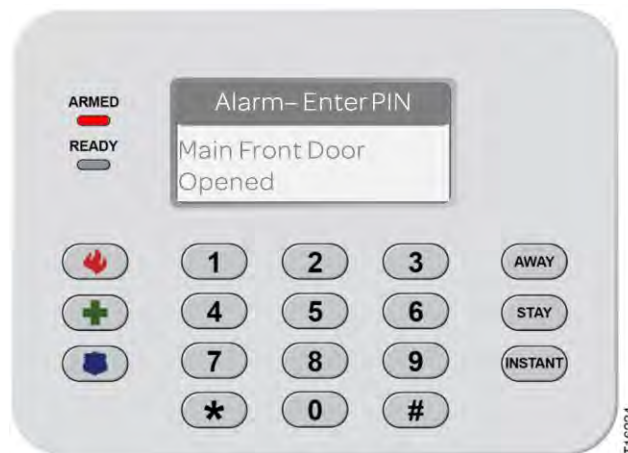 ARMED
READY
Alarm– Enter PIN
Main Front Door
Opened
1 2 3 AWAY
4 5 6 STAY
7 8 9 INSTANT
* 0 #